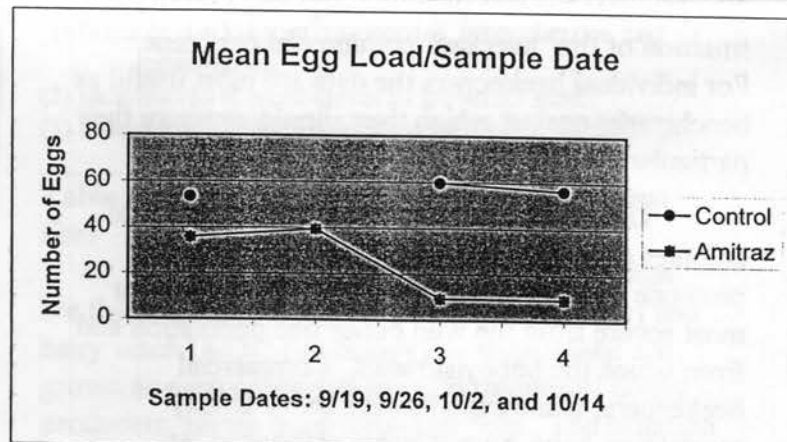 Mean Egg Load/Sample Date
Number of Eggs
80
60
40
20
0
1 2 3 4
Control
Amitraz
Sample Dates: 9/19, 9/26, 10/2, and 10/14